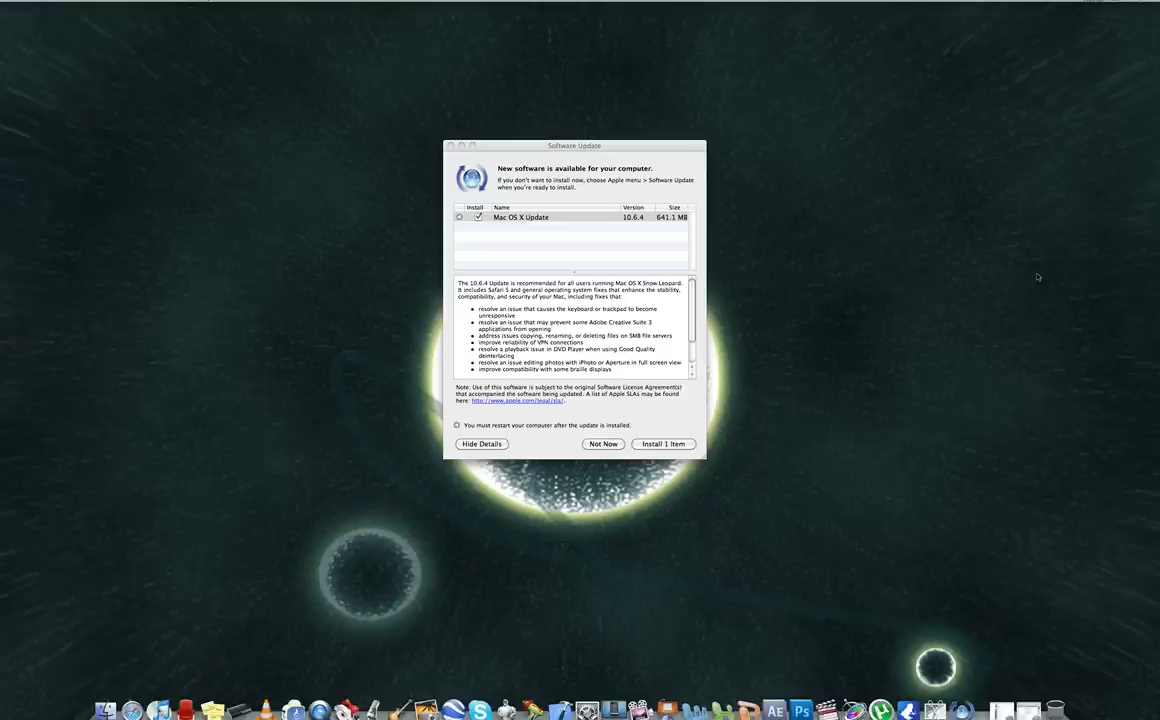 Software Update
New software is available for your computer.
If you don't want to install now, choose Apple menu > Software Update
when you're ready to install.
Install Name Version Size
Mac OS X Update 10.6.4 641.1 MB
The 10.6.4 Update is recommended for all users running Mac OS X Snow Leopard.
It includes Safari 5 and general operating system fixes that enhance the stability,
compatibility, and security of your Mac, including fixes that:
• resolve an issue that causes the keyboard or trackpad to become
unresponsive
• resolve an issue that may prevent some Adobe Creative Suite 3
applications from opening
• address issues copying, renaming, or deleting files on SMB file servers
• improve reliability of VPN connections
• resolve a playback issue in DVD Player when using Good Quality
deinterlacing
• resolve an issue editing photos with iPhoto or Aperture in full screen view
• improve compatibility with some braille displays
Note: Use of this software is subject to the original Software License Agreement(s)
that accompanied the software being updated. A list of Apple SLAs may be found
here: http://www.apple.com/legal/sla/.
You must restart your computer after the update is installed.
Hide Details Not Now Install 1 Item
AE Ps